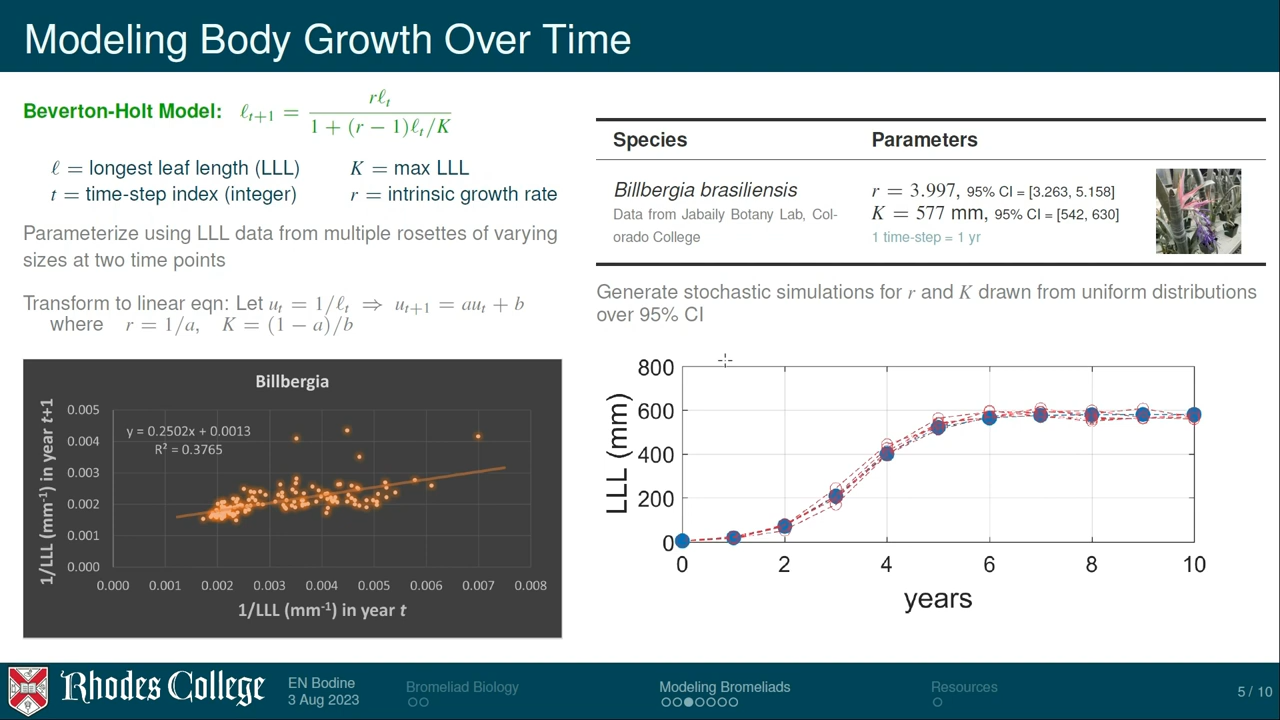 Modeling Body Growth Over Time
Beverton-Holt Model: ℓₜ₊₁ = rℓₜ / (1 + (r − 1)ℓₜ/K)
ℓ = longest leaf length (LLL) K = max LLL
t = time-step index (integer) r = intrinsic growth rate
Parameterize using LLL data from multiple rosettes of varying
sizes at two time points
Transform to linear eqn: Let uₜ = 1/ℓₜ ⇒ uₜ₊₁ = auₜ + b
where r = 1/a, K = (1 − a)/b
Billbergia
y = 0.2502x + 0.0013
R² = 0.3765
1/LLL (mm⁻¹) in year t+1
0.005
0.004
0.003
0.002
0.001
0.000
0.000 0.001 0.002 0.003 0.004 0.005 0.006 0.007 0.008
1/LLL (mm⁻¹) in year t
Species Parameters
Billbergia brasiliensis
Data from Jabaily Botany Lab, Col-
orado College
r = 3.997, 95% CI = [3.263, 5.158]
K = 577 mm, 95% CI = [542, 630]
1 time-step = 1 yr
Generate stochastic simulations for r and K drawn from uniform distributions
over 95% CI
LLL (mm)
800
600
400
200
0
0 2 4 6 8 10
years
Rhodes College
EN Bodine
3 Aug 2023
Bromeliad Biology
Modeling Bromeliads
Resources
5 / 10